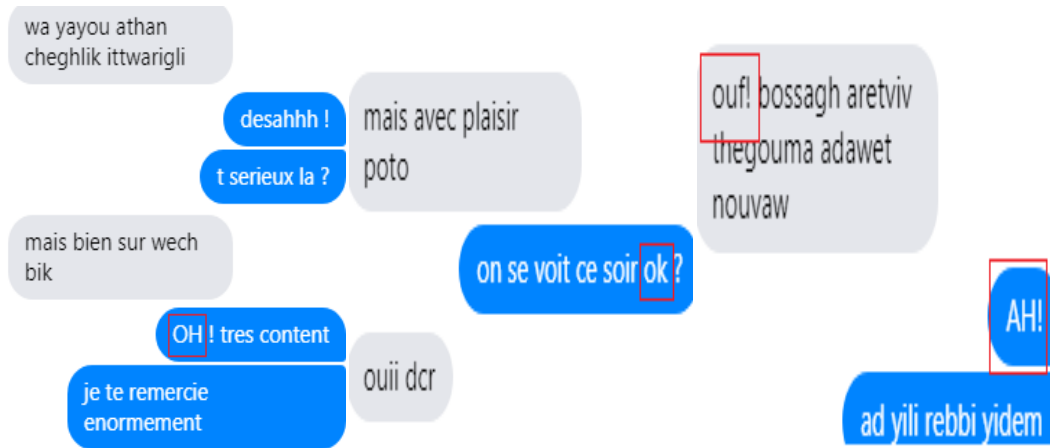 wa yayou athan
cheghlik ittwarigli
desahhh !
t serieux la ?
mais bien sur wech
bik
OH ! tres content
je te remercie
enormement
mais avec plaisir
poto
on se voit ce soir ok ?
ouii dcr
ouf! bossagh aretviv
thegouma adawet
nouvaw
AH!
ad yili rebbi yidem